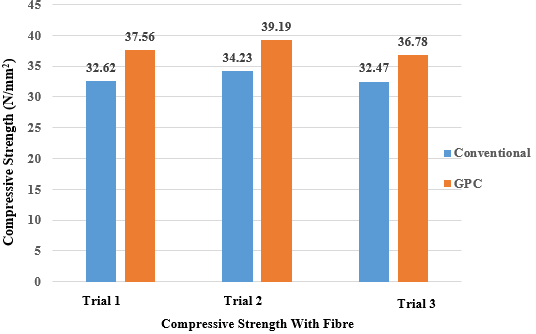 Compressive Strength (N/mm²)
45
40
35
30
25
20
15
10
5
0
32.62
37.56
34.23
39.19
32.47
36.78
Trial 1
Trial 2
Trial 3
Compressive Strength With Fibre
Conventional
GPC